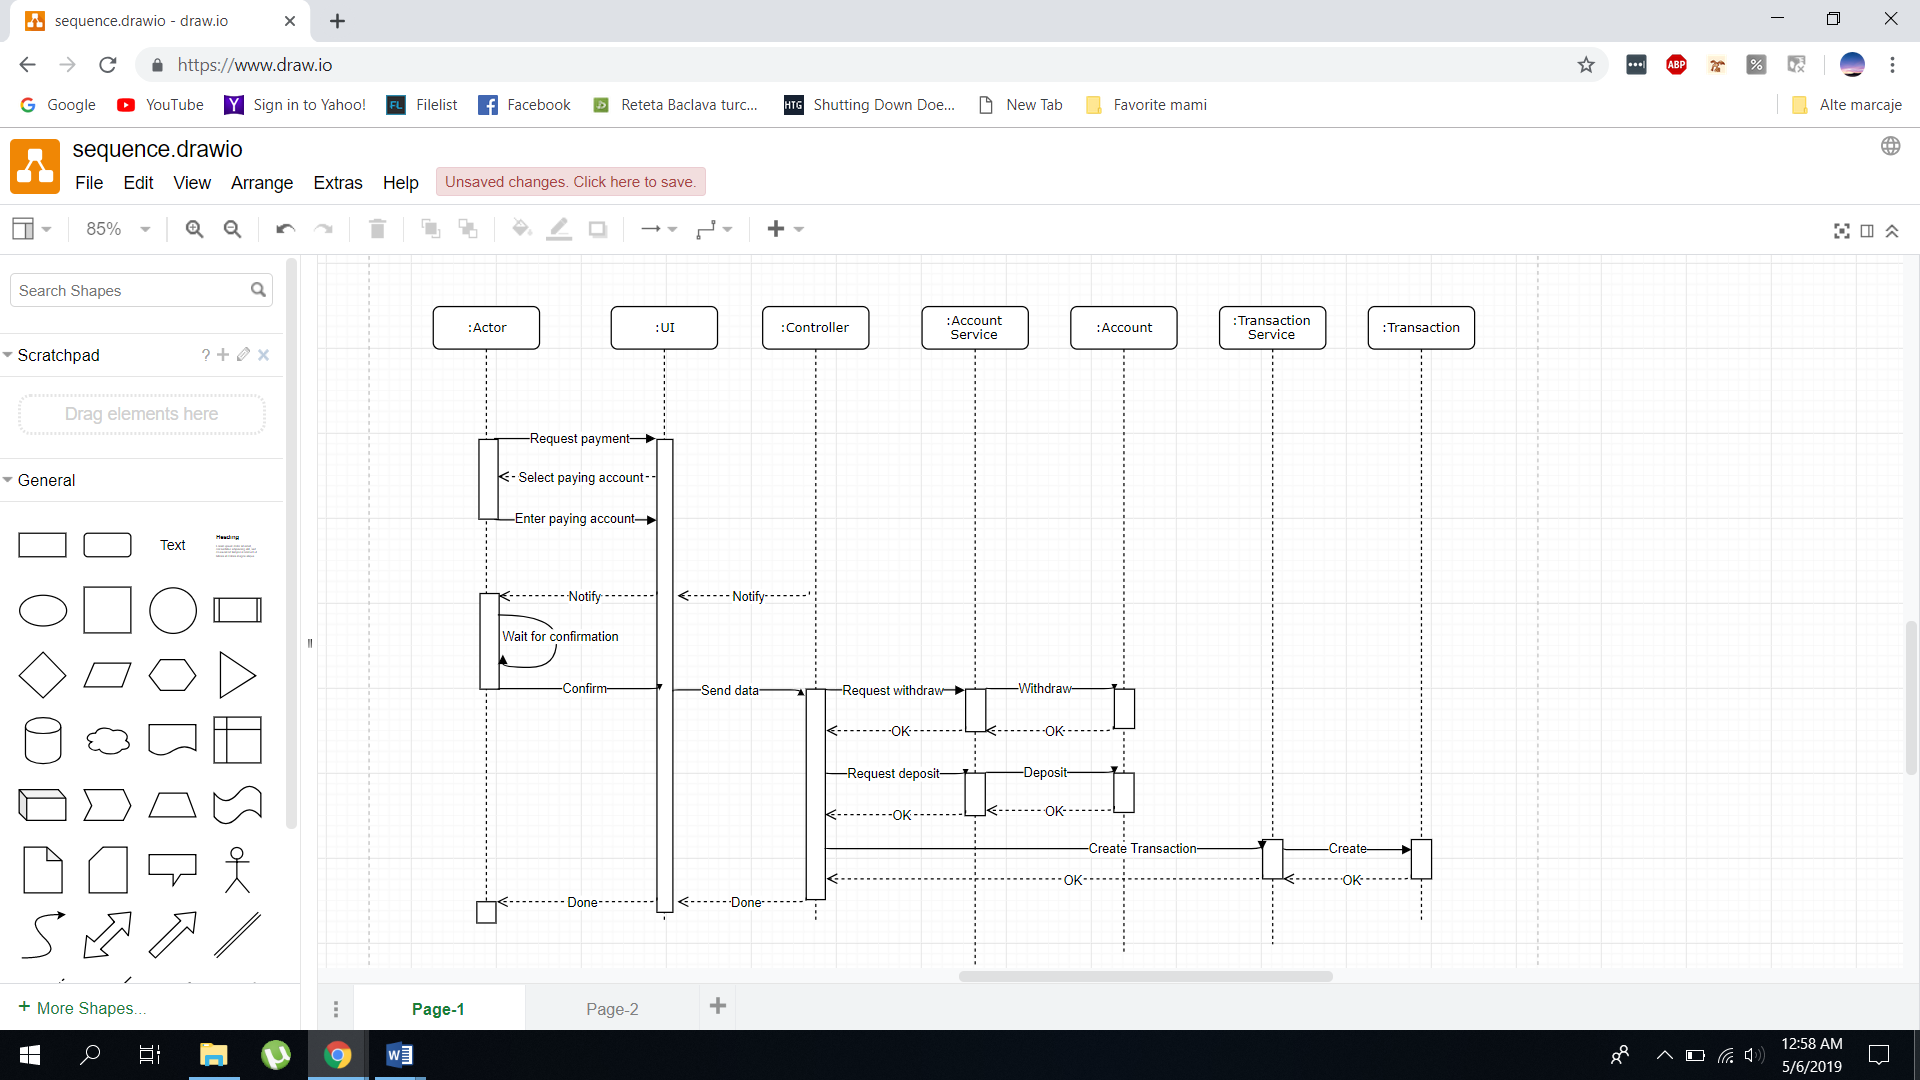 sequence.drawio - draw.io
https://www.draw.io
ABP
%
Google
YouTube
Sign in to Yahoo!
FL Filelist
Facebook
Reteta Baclava turc...
HTG Shutting Down Doe...
New Tab
Favorite mami
Alte marcaje
sequence.drawio
File Edit View Arrange Extras Help
Unsaved changes. Click here to save.
85%
Search Shapes
Scratchpad
?
Drag elements here
General
Text
Heading
More Shapes...
:Actor
:UI
:Controller
:Account
Service
:Account
:Transaction
Service
:Transaction
Request payment
Select paying account
Enter paying account
Notify
Notify
Wait for confirmation
Confirm
Send data
Request withdraw
Withdraw
OK
OK
Request deposit
Deposit
OK
OK
Create Transaction
Create
OK
OK
Done
Done
Page-1
Page-2
12:58 AM
5/6/2019